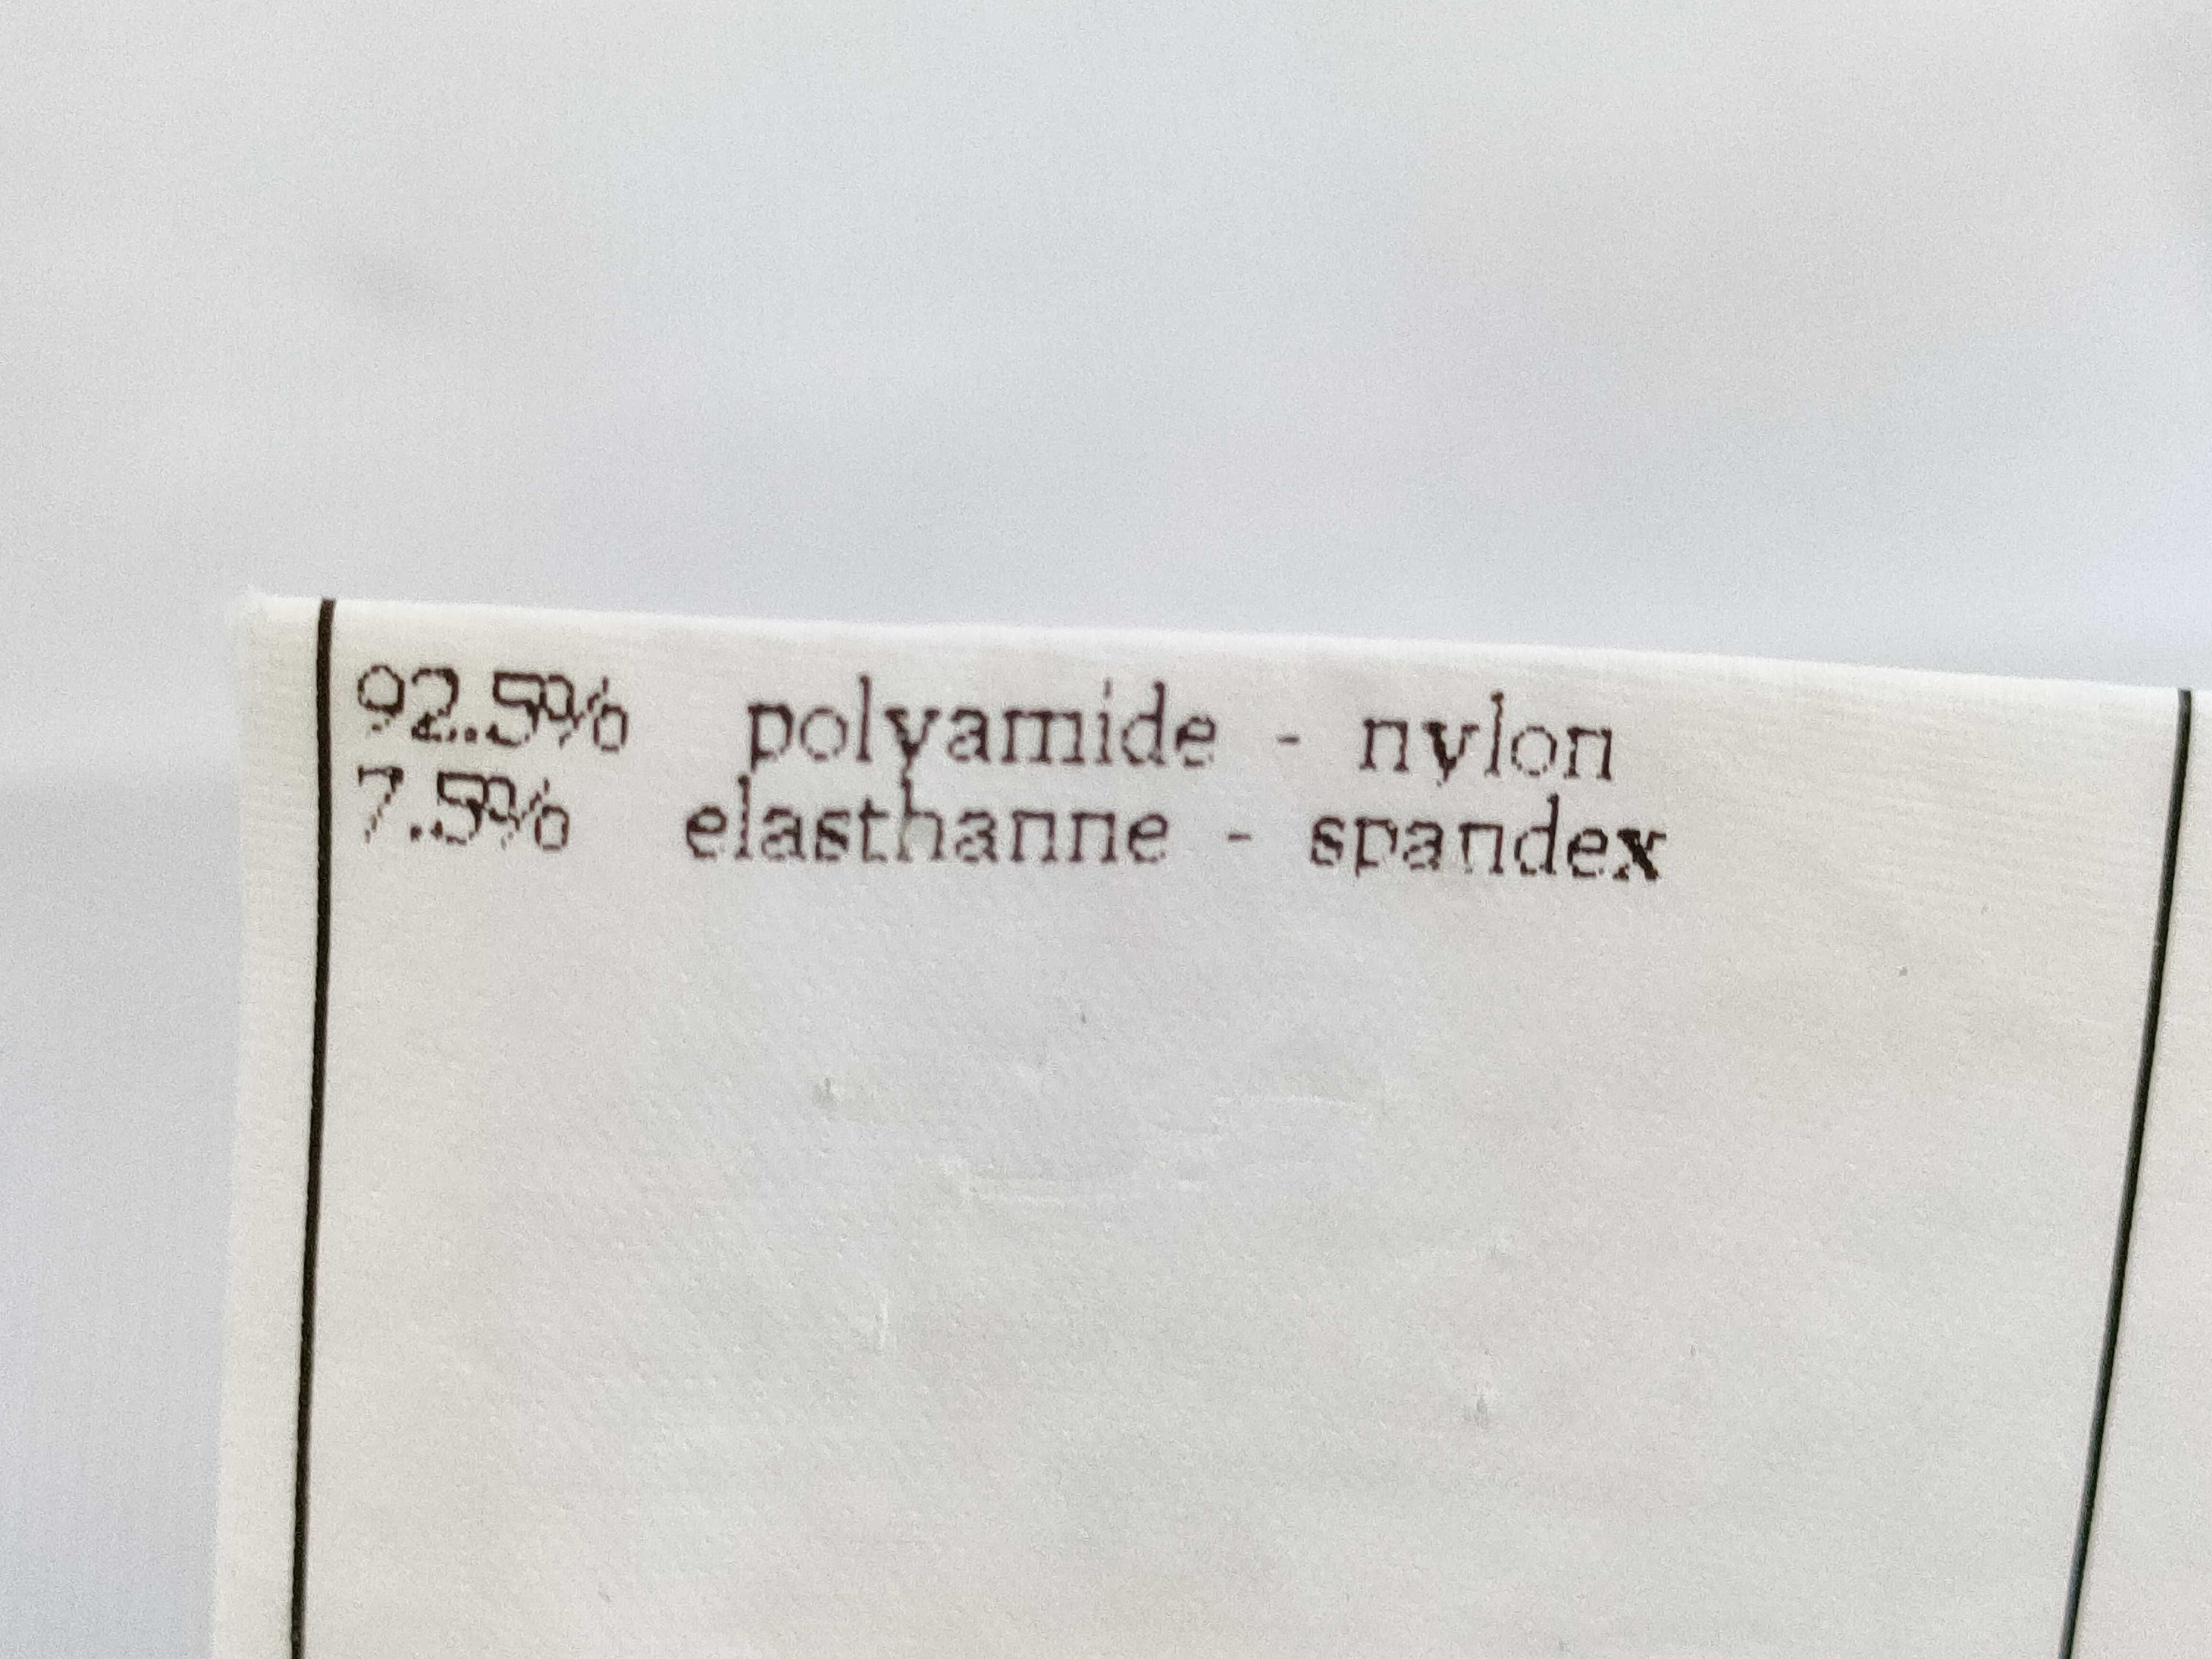 92.5% polyamide - nylon
7.5% elasthanne - spandex